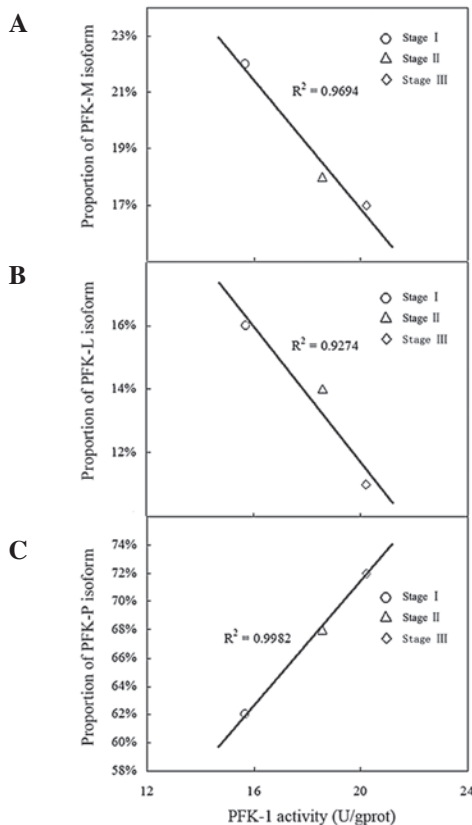 A
Proportion of PFK-M isoform
23%
21%
19%
17%
Stage I
Stage II
Stage III
R² = 0.9694
B
Proportion of PFK-L isoform
16%
14%
12%
Stage I
Stage II
Stage III
R² = 0.9274
C
Proportion of PFK-P isoform
74%
72%
70%
68%
66%
64%
62%
60%
58%
Stage I
Stage II
Stage III
R² = 0.9982
12 16 20 24
PFK-1 activity (U/gprot)